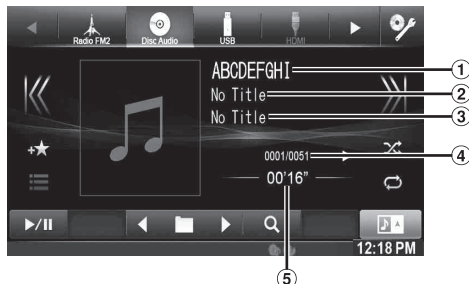 Radio FM2 Disc Audio USB HDMI
ABCDEFGHI 1
No Title 2
No Title 3
0001/0051 4
00'16"
12:18 PM
5